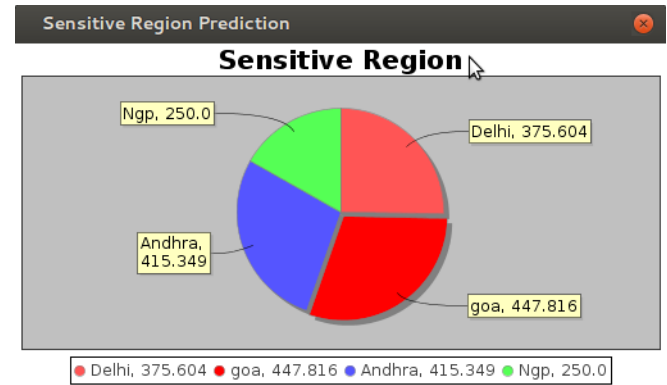 Sensitive Region Prediction
Sensitive Region
Ngp, 250.0
Delhi, 375.604
Andhra,
415.349
goa, 447.816
Delhi, 375.604 goa, 447.816 Andhra, 415.349 Ngp, 250.0